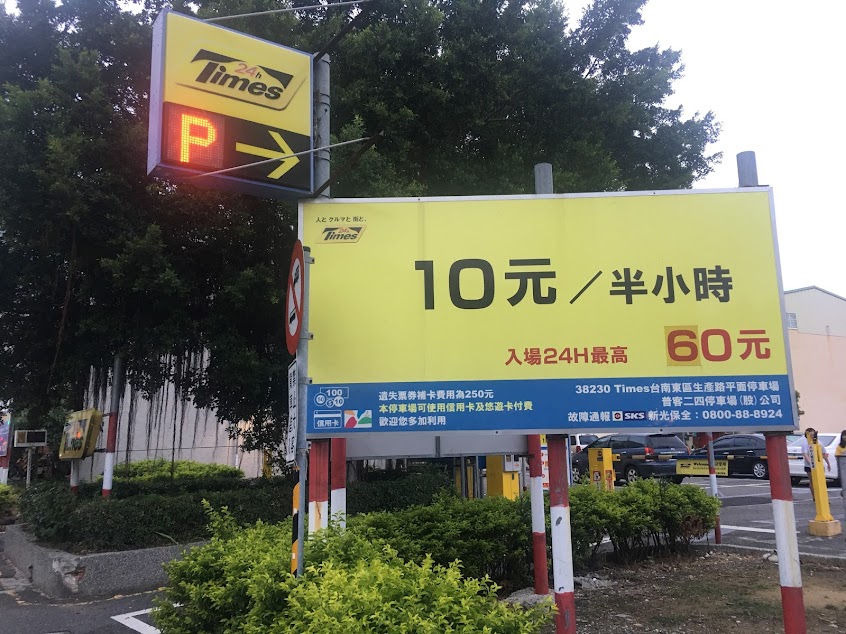 24h
Times
P
人と クルマと 街と。
24h
Times
10元／半小時
入場24H最高 60元
100
50 10
信用卡
遺失票券補卡費用為250元
本停車場可使用信用卡及悠遊卡付費
歡迎您多加利用
38230 Times台南東區生產路平面停車場
普客二四停車場(股)公司
故障通報 SKS 新光保全：0800-88-8924